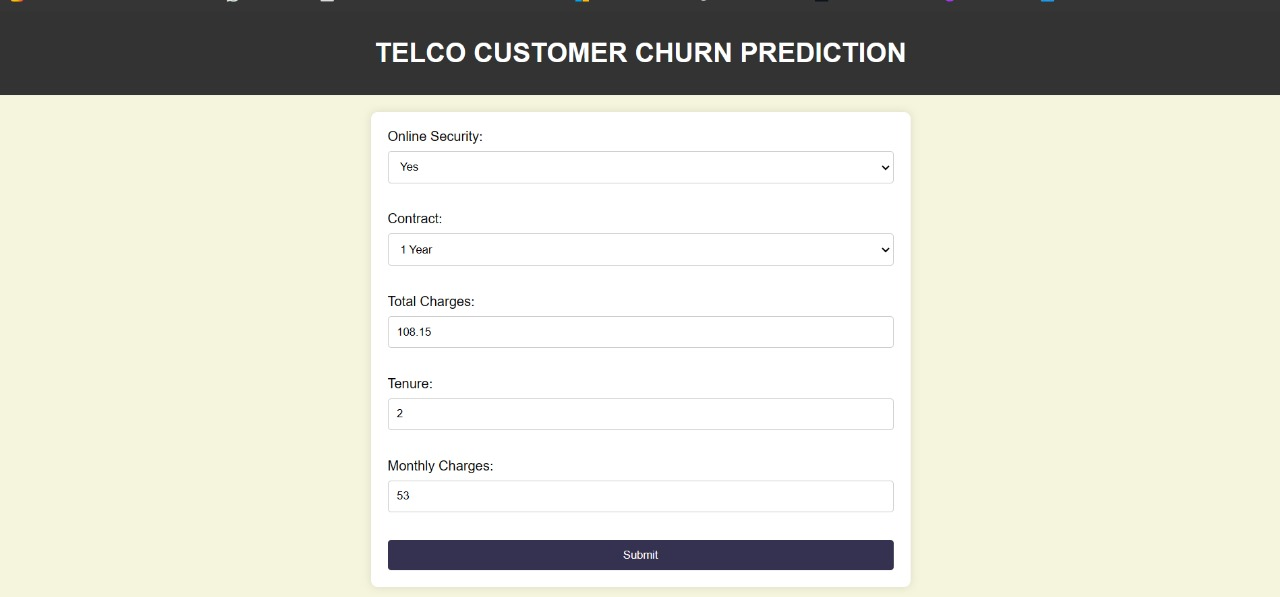 TELCO CUSTOMER CHURN PREDICTION
Online Security:
Yes
Contract:
1 Year
Total Charges:
108.15
Tenure:
2
Monthly Charges:
53
Submit